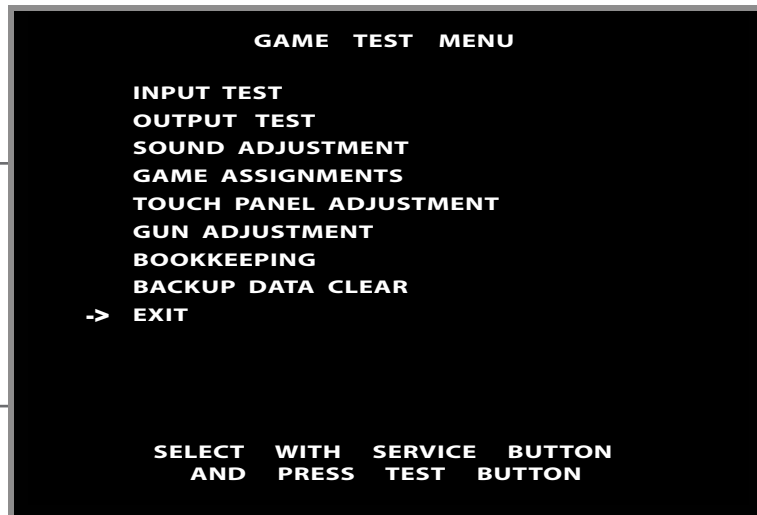 GAME TEST MENU
INPUT TEST
OUTPUT TEST
SOUND ADJUSTMENT
GAME ASSIGNMENTS
TOUCH PANEL ADJUSTMENT
GUN ADJUSTMENT
BOOKKEEPING
BACKUP DATA CLEAR
-> EXIT
SELECT WITH SERVICE BUTTON
AND PRESS TEST BUTTON